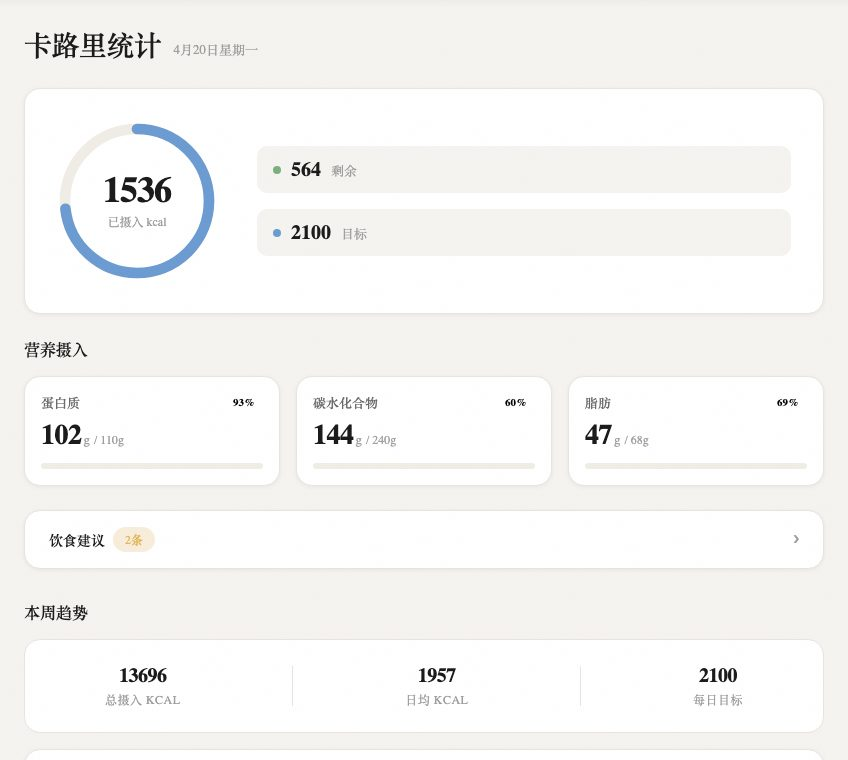 卡路里统计 4月20日星期一
1536
已摄入 kcal
564 剩余
2100 目标
营养摄入
蛋白质 93%
102g / 110g
碳水化合物 60%
144g / 240g
脂肪 69%
47g / 68g
饮食建议 2条 ›
本周趋势
13696
总摄入 KCAL
1957
日均 KCAL
2100
每日目标